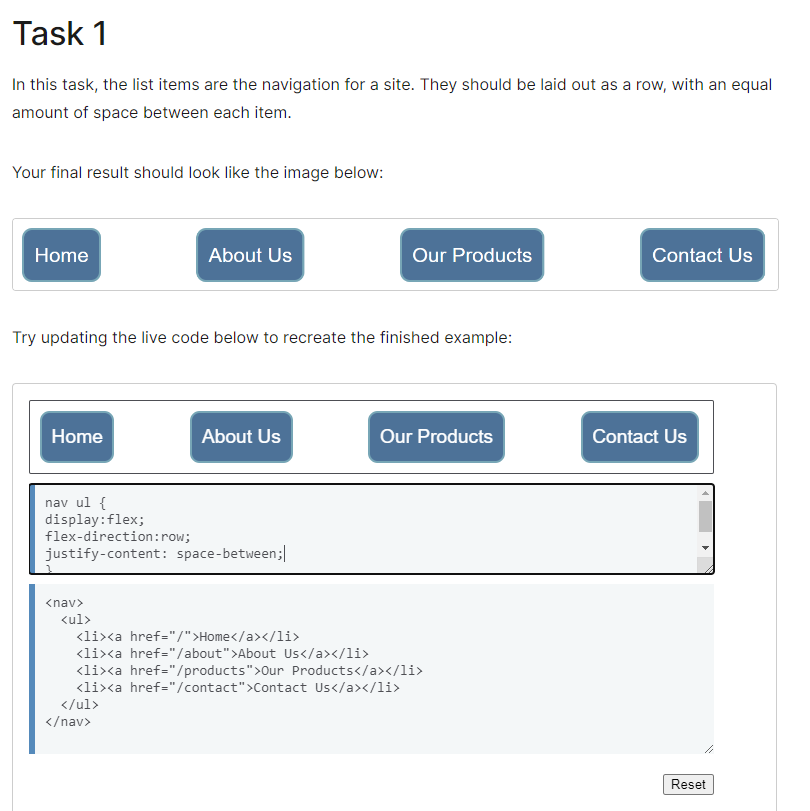 Task 1
In this task, the list items are the navigation for a site. They should be laid out as a row, with an equal
amount of space between each item.
Your final result should look like the image below:
Home About Us Our Products Contact Us
Try updating the live code below to recreate the finished example:
Home About Us Our Products Contact Us
nav ul {
display:flex;
flex-direction:row;
justify-content: space-between;
}
<nav>
  <ul>
    <li><a href="/">Home</a></li>
    <li><a href="/about">About Us</a></li>
    <li><a href="/products">Our Products</a></li>
    <li><a href="/contact">Contact Us</a></li>
  </ul>
</nav>
Reset